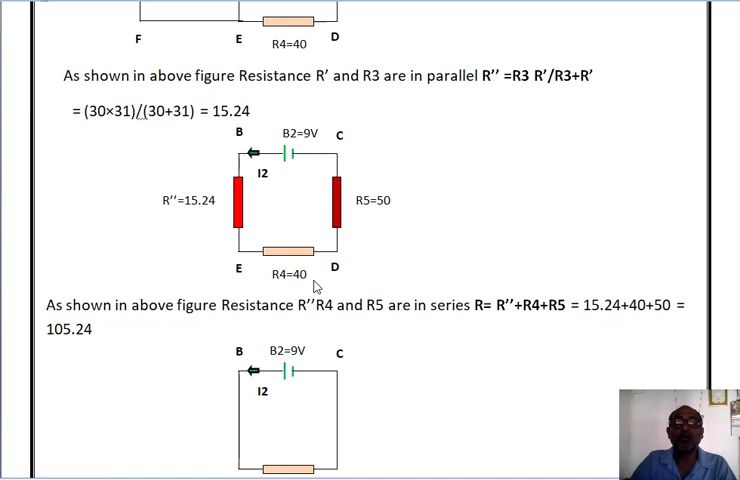 F
E
D
R4=40
As shown in above figure Resistance R’ and R3 are in parallel R’’ =R3 R’/R3+R’
= (30×31)/(30+31) = 15.24
B
B2=9V
C
I2
R’’=15.24
R5=50
E
R4=40
D
As shown in above figure Resistance R’’R4 and R5 are in series R= R’’+R4+R5 = 15.24+40+50 =
105.24
B
B2=9V
C
I2